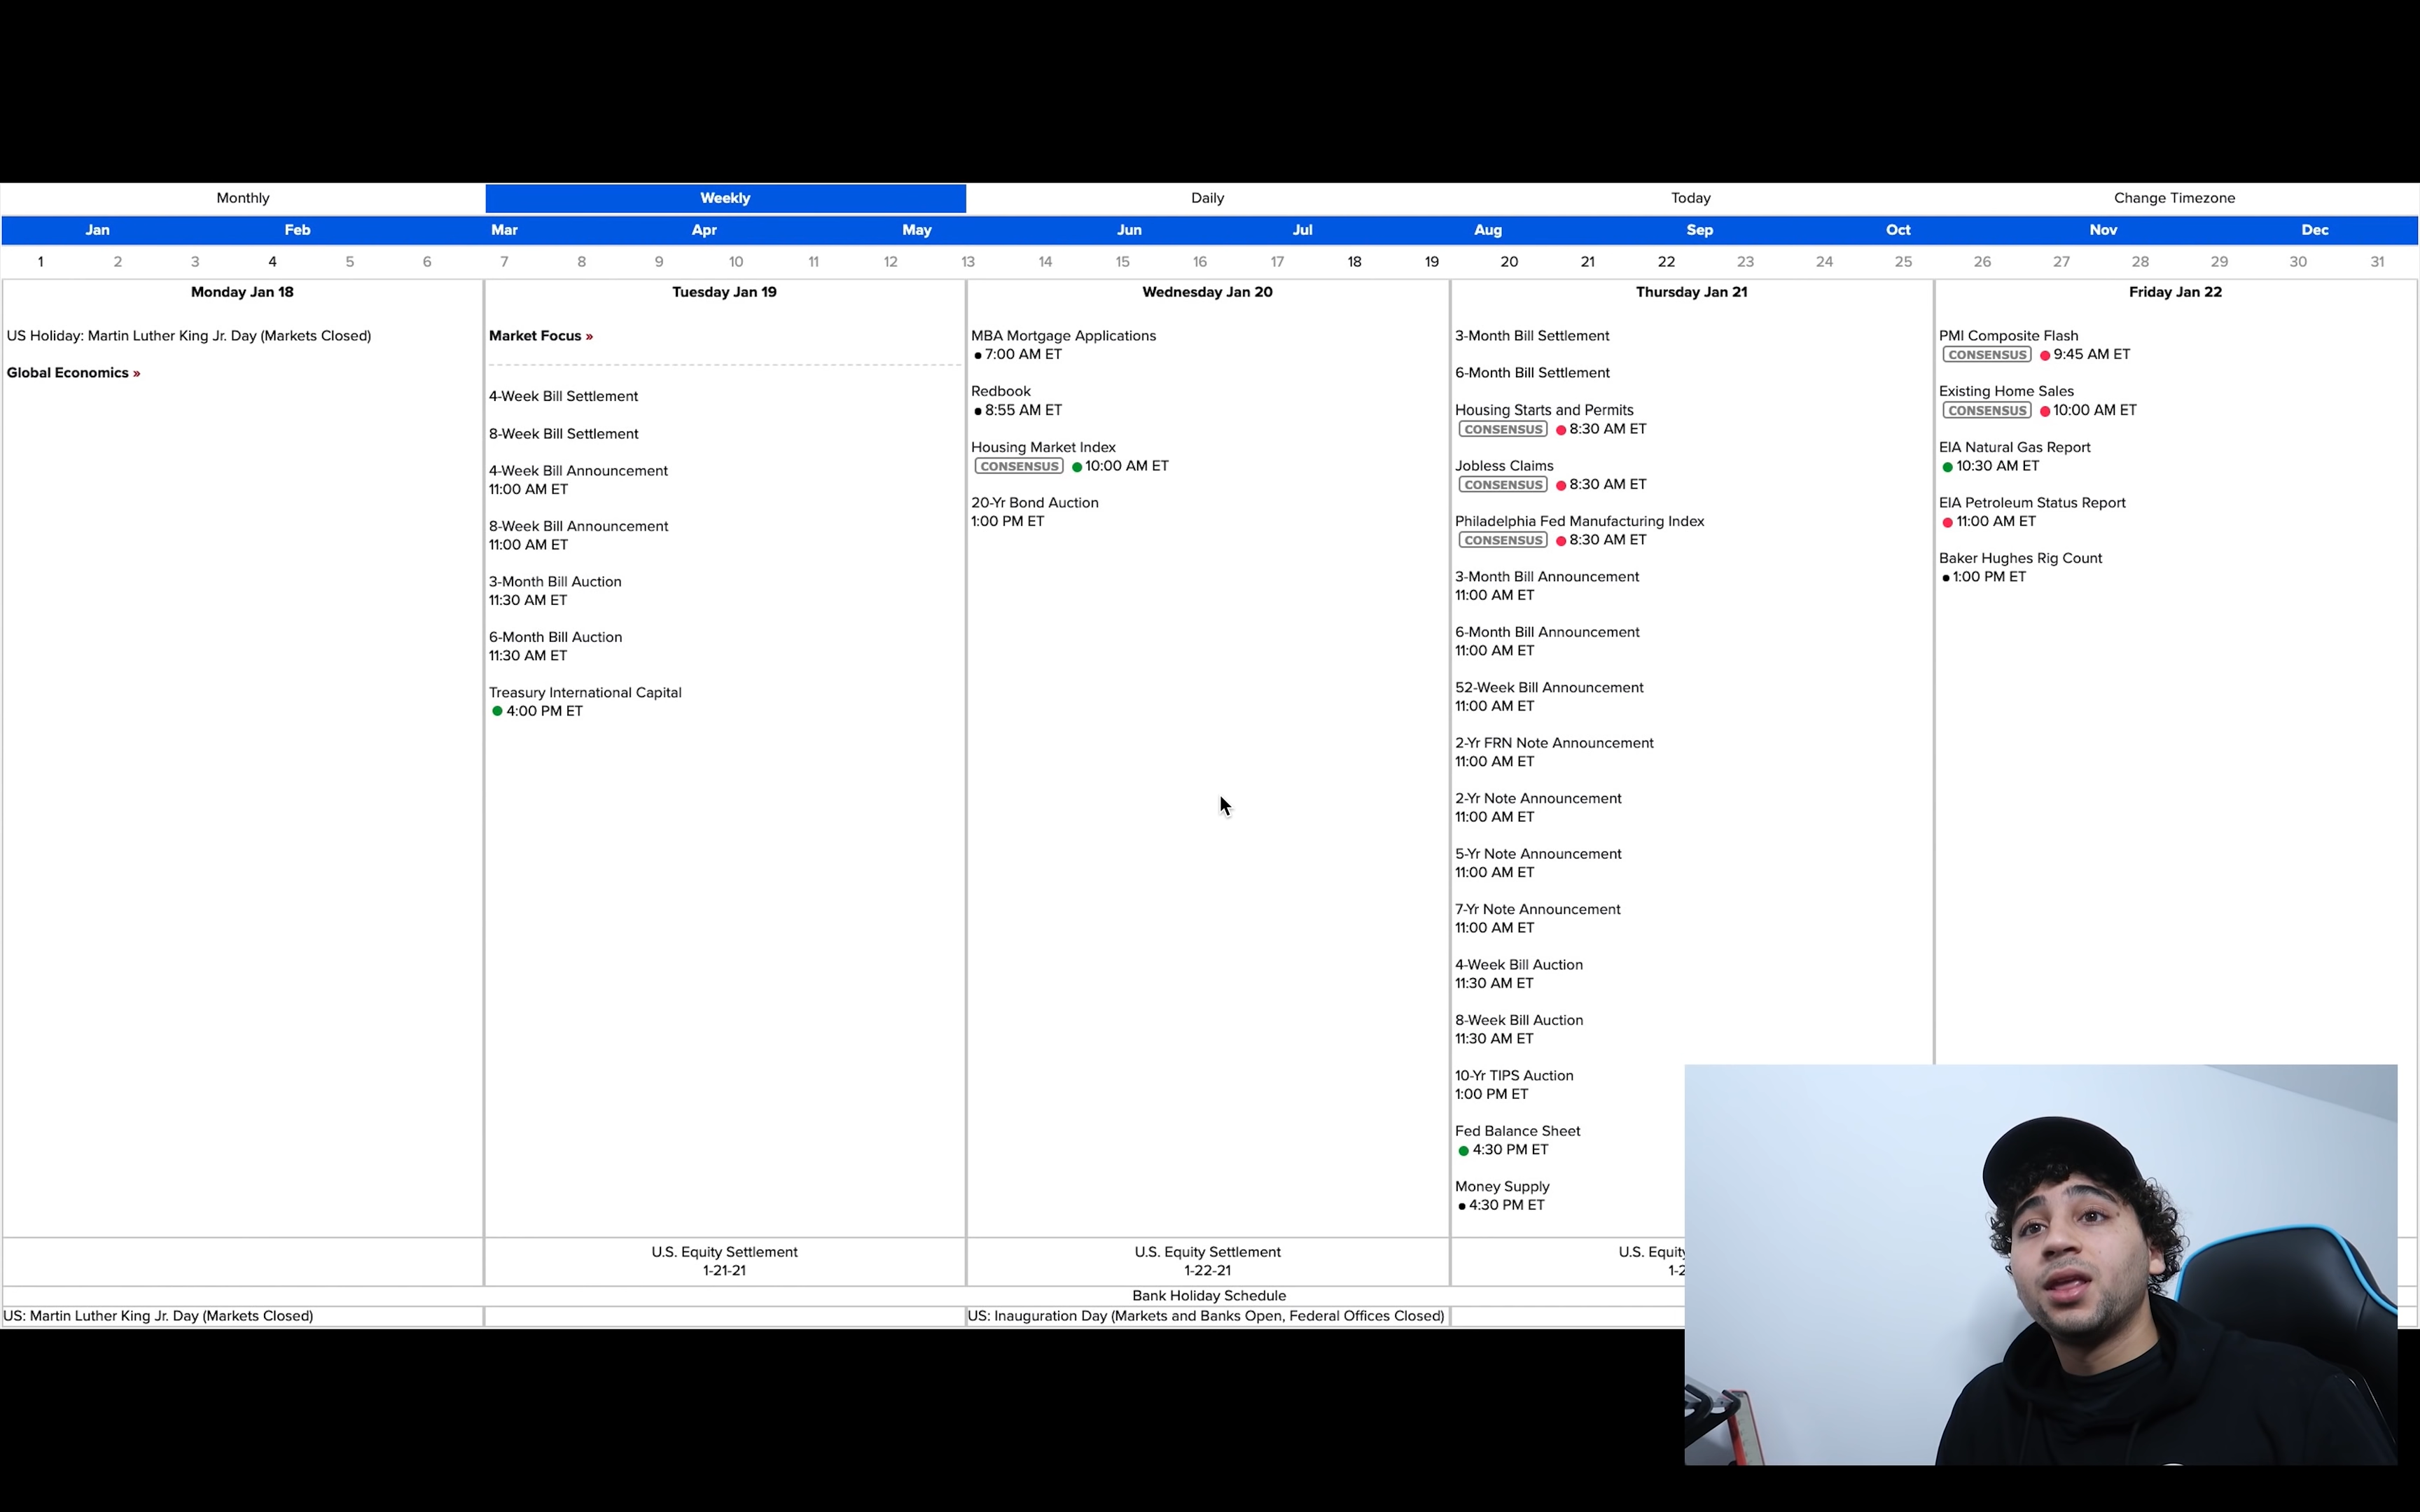 Monthly
Weekly
Daily
Today
Change Timezone
Jan Feb Mar Apr May Jun Jul Aug Sep Oct Nov Dec
1 2 3 4 5 6 7 8 9 10 11 12 13 14 15 16 17 18 19 20 21 22 23 24 25 26 27 28 29 30 31
Monday Jan 18
US Holiday: Martin Luther King Jr. Day (Markets Closed)
Global Economics »
Tuesday Jan 19
Market Focus »
4-Week Bill Settlement
8-Week Bill Settlement
4-Week Bill Announcement
11:00 AM ET
8-Week Bill Announcement
11:00 AM ET
3-Month Bill Auction
11:30 AM ET
6-Month Bill Auction
11:30 AM ET
Treasury International Capital
4:00 PM ET
Wednesday Jan 20
MBA Mortgage Applications
7:00 AM ET
Redbook
8:55 AM ET
Housing Market Index
CONSENSUS 10:00 AM ET
20-Yr Bond Auction
1:00 PM ET
Thursday Jan 21
3-Month Bill Settlement
6-Month Bill Settlement
Housing Starts and Permits
CONSENSUS 8:30 AM ET
Jobless Claims
CONSENSUS 8:30 AM ET
Philadelphia Fed Manufacturing Index
CONSENSUS 8:30 AM ET
3-Month Bill Announcement
11:00 AM ET
6-Month Bill Announcement
11:00 AM ET
52-Week Bill Announcement
11:00 AM ET
2-Yr FRN Note Announcement
11:00 AM ET
2-Yr Note Announcement
11:00 AM ET
5-Yr Note Announcement
11:00 AM ET
7-Yr Note Announcement
11:00 AM ET
4-Week Bill Auction
11:30 AM ET
8-Week Bill Auction
11:30 AM ET
10-Yr TIPS Auction
1:00 PM ET
Fed Balance Sheet
4:30 PM ET
Money Supply
4:30 PM ET
Friday Jan 22
PMI Composite Flash
CONSENSUS 9:45 AM ET
Existing Home Sales
CONSENSUS 10:00 AM ET
EIA Natural Gas Report
10:30 AM ET
EIA Petroleum Status Report
11:00 AM ET
Baker Hughes Rig Count
1:00 PM ET
U.S. Equity Settlement
1-21-21
U.S. Equity Settlement
1-22-21
U.S. Equity
Bank Holiday Schedule
US: Martin Luther King Jr. Day (Markets Closed)
US: Inauguration Day (Markets and Banks Open, Federal Offices Closed)